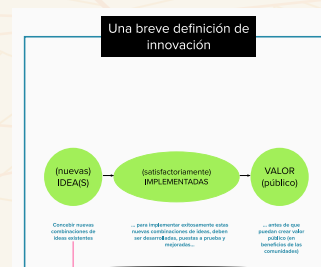 Una breve definición de
innovación
(nuevas)
IDEA(S)
(satisfactoriamente)
IMPLEMENTADAS
VALOR
(público)
Concebir nuevas
combinaciones de
ideas existentes
... para implementar exitosamente estas
nuevas combinaciones de ideas, deben
ser desarrolladas, puestas a prueba y
mejoradas...
... antes de que
puedan crear valor
público (en
beneficios de las
comunidades)